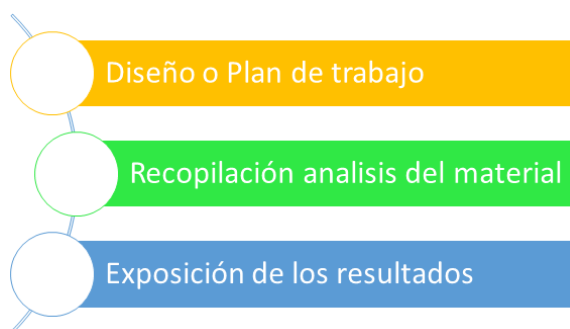 Diseño o Plan de trabajo
Recopilación analisis del material
Exposición de los resultados